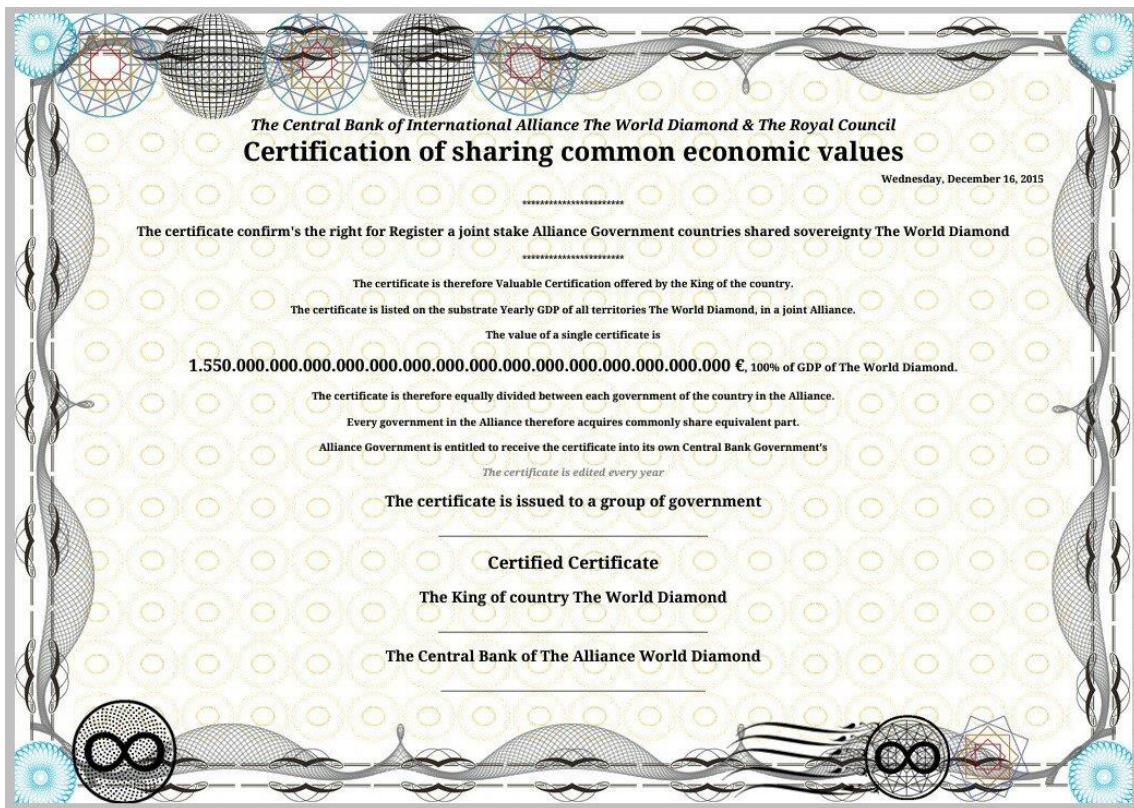 The Central Bank of International Alliance The World Diamond & The Royal Council
Certification of sharing common economic values
Wednesday, December 16, 2015
***********************
The certificate confirm's the right for Register a joint stake Alliance Government countries shared sovereignty The World Diamond
***********************
The certificate is therefore Valuable Certification offered by the King of the country.
The certificate is listed on the substrate Yearly GDP of all territories The World Diamond, in a joint Alliance.
The value of a single certificate is
1.550.000.000.000.000.000.000.000.000.000.000.000.000.000.000.000.000 €, 100% of GDP of The World Diamond.
The certificate is therefore equally divided between each government of the country in the Alliance.
Every government in the Alliance therefore acquires commonly share equivalent part.
Alliance Government is entitled to receive the certificate into its own Central Bank Government's
The certificate is edited every year
The certificate is issued to a group of government
Certified Certificate
The King of country The World Diamond
The Central Bank of The Alliance World Diamond